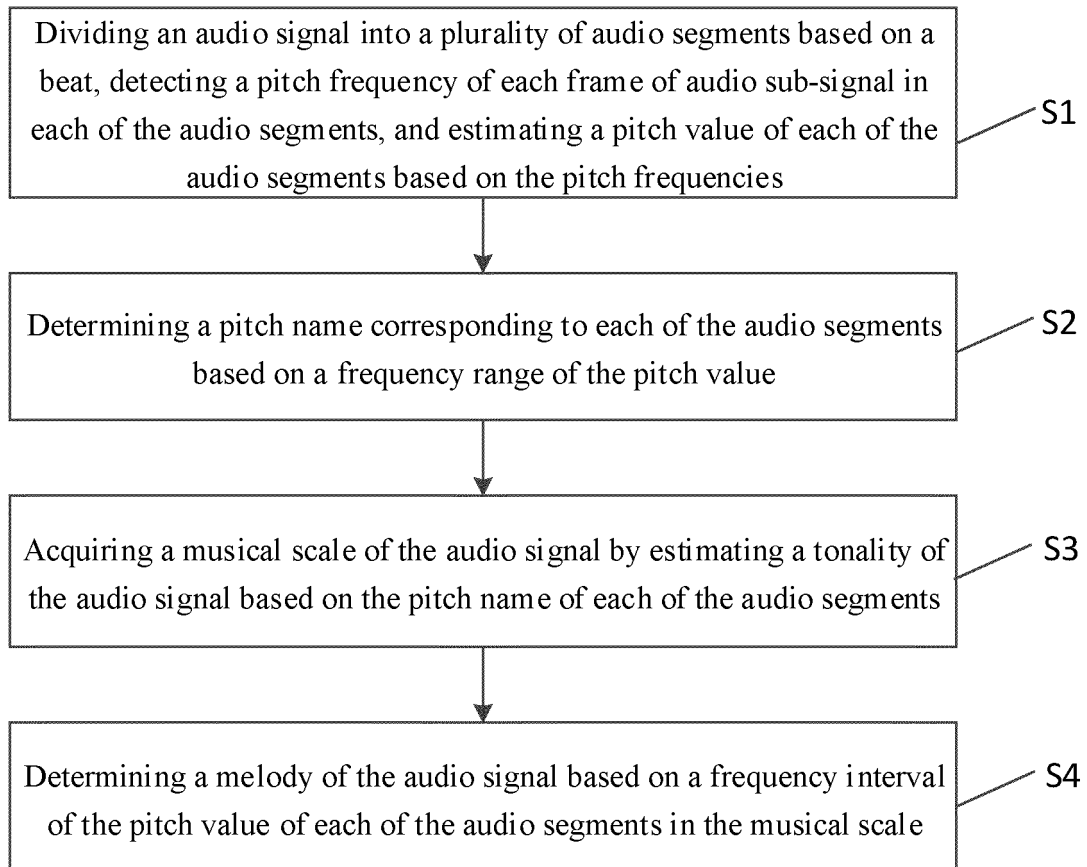 Dividing an audio signal into a plurality of audio segments based on a
beat, detecting a pitch frequency of each frame of audio sub-signal in
each of the audio segments, and estimating a pitch value of each of the
audio segments based on the pitch frequencies
S1
Determining a pitch name corresponding to each of the audio segments
based on a frequency range of the pitch value
S2
Acquiring a musical scale of the audio signal by estimating a tonality of
the audio signal based on the pitch name of each of the audio segments
S3
Determining a melody of the audio signal based on a frequency interval
of the pitch value of each of the audio segments in the musical scale
S4